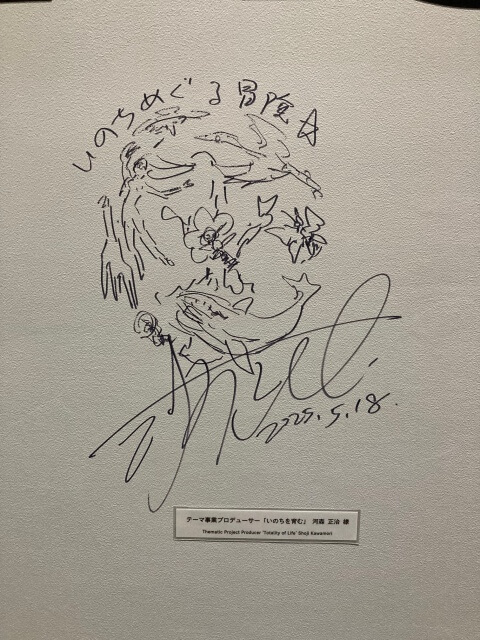 いのちめぐる冒険☆
2025.5.18.
テーマ事業プロデューサー「いのちを育む」 河森 正治 様
Thematic Project Producer 'Totality of Life' Shoji Kawamori